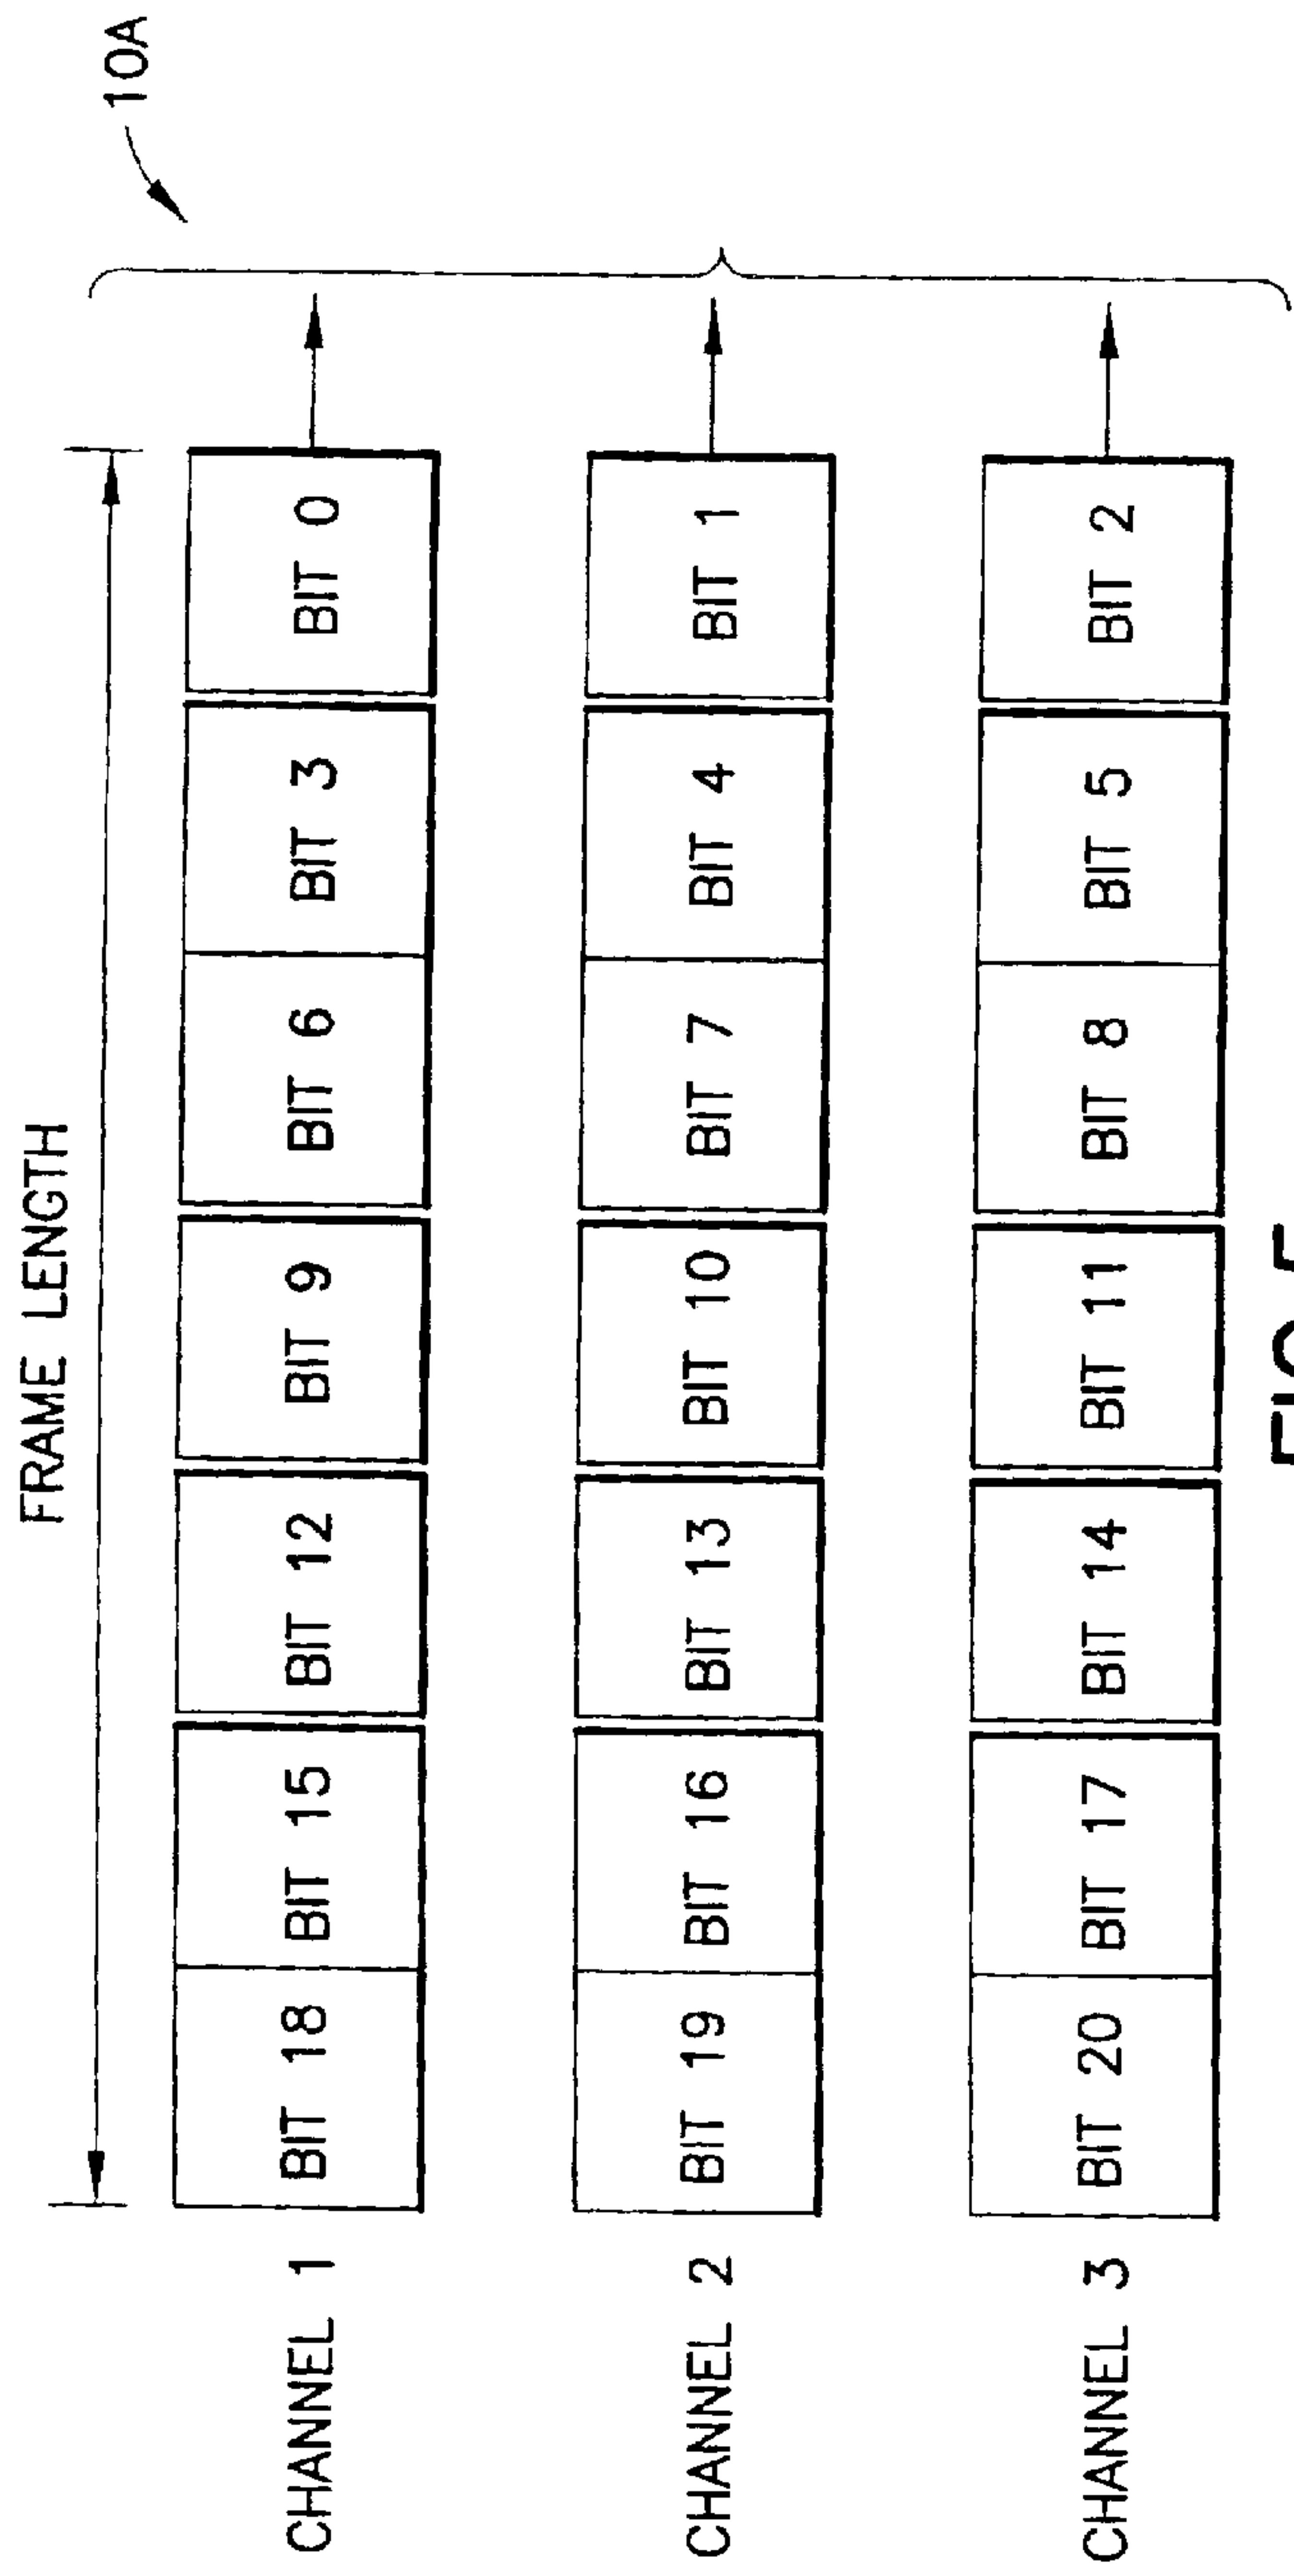 10A
FRAME LENGTH
CHANNEL 1 BIT 18 BIT 15 BIT 12 BIT 9 BIT 6 BIT 3 BIT 0
CHANNEL 2 BIT 19 BIT 16 BIT 13 BIT 10 BIT 7 BIT 4 BIT 1
CHANNEL 3 BIT 20 BIT 17 BIT 14 BIT 11 BIT 8 BIT 5 BIT 2